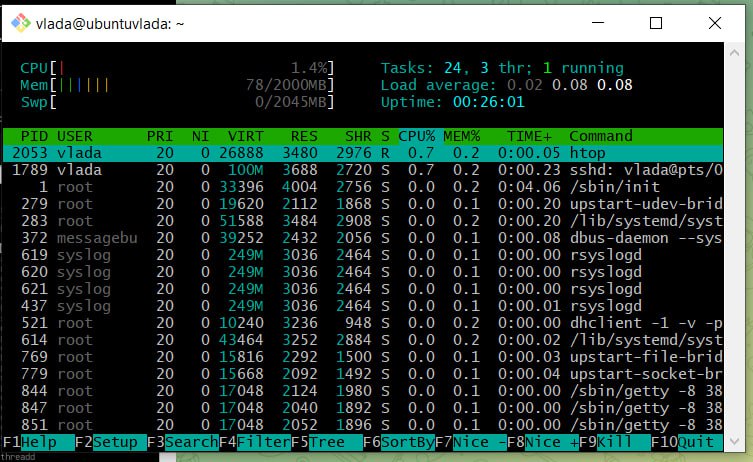 vlada@ubuntuvlada: ~
CPU[| 1.4%] Tasks: 24, 3 thr; 1 running
Mem[|||||| 78/2000MB] Load average: 0.02 0.08 0.08
Swp[ 0/2045MB] Uptime: 00:26:01
PID USER PRI NI VIRT RES SHR S CPU% MEM% TIME+ Command
2053 vlada 20 0 26888 3480 2976 R 0.7 0.2 0:00.05 htop
1789 vlada 20 0 100M 3688 2720 S 0.7 0.2 0:00.23 sshd: vlada@pts/0
1 root 20 0 33396 4004 2756 S 0.0 0.2 0:04.06 /sbin/init
279 root 20 0 19620 2112 1868 S 0.0 0.1 0:00.20 upstart-udev-brid
283 root 20 0 51588 3484 2908 S 0.0 0.2 0:00.20 /lib/systemd/syst
372 messagebu 20 0 39252 2432 2056 S 0.0 0.1 0:00.08 dbus-daemon --sys
619 syslog 20 0 249M 3036 2464 S 0.0 0.1 0:00.00 rsyslogd
620 syslog 20 0 249M 3036 2464 S 0.0 0.1 0:00.00 rsyslogd
621 syslog 20 0 249M 3036 2464 S 0.0 0.1 0:00.00 rsyslogd
437 syslog 20 0 249M 3036 2464 S 0.0 0.1 0:00.01 rsyslogd
521 root 20 0 10240 3236 948 S 0.0 0.2 0:00.00 dhclient -1 -v -p
614 root 20 0 43464 3252 2884 S 0.0 0.2 0:00.02 /lib/systemd/syst
769 root 20 0 15816 2292 1500 S 0.0 0.1 0:00.03 upstart-file-brid
779 root 20 0 15668 2092 1492 S 0.0 0.1 0:00.04 upstart-socket-br
844 root 20 0 17048 2124 1980 S 0.0 0.1 0:00.00 /sbin/getty -8 38
847 root 20 0 17048 2040 1892 S 0.0 0.1 0:00.00 /sbin/getty -8 38
851 root 20 0 17048 2052 1896 S 0.0 0.1 0:00.00 /sbin/getty -8 38
F1Help F2Setup F3SearchF4FilterF5Tree F6SortByF7Nice -F8Nice +F9Kill F10Quit
threadd